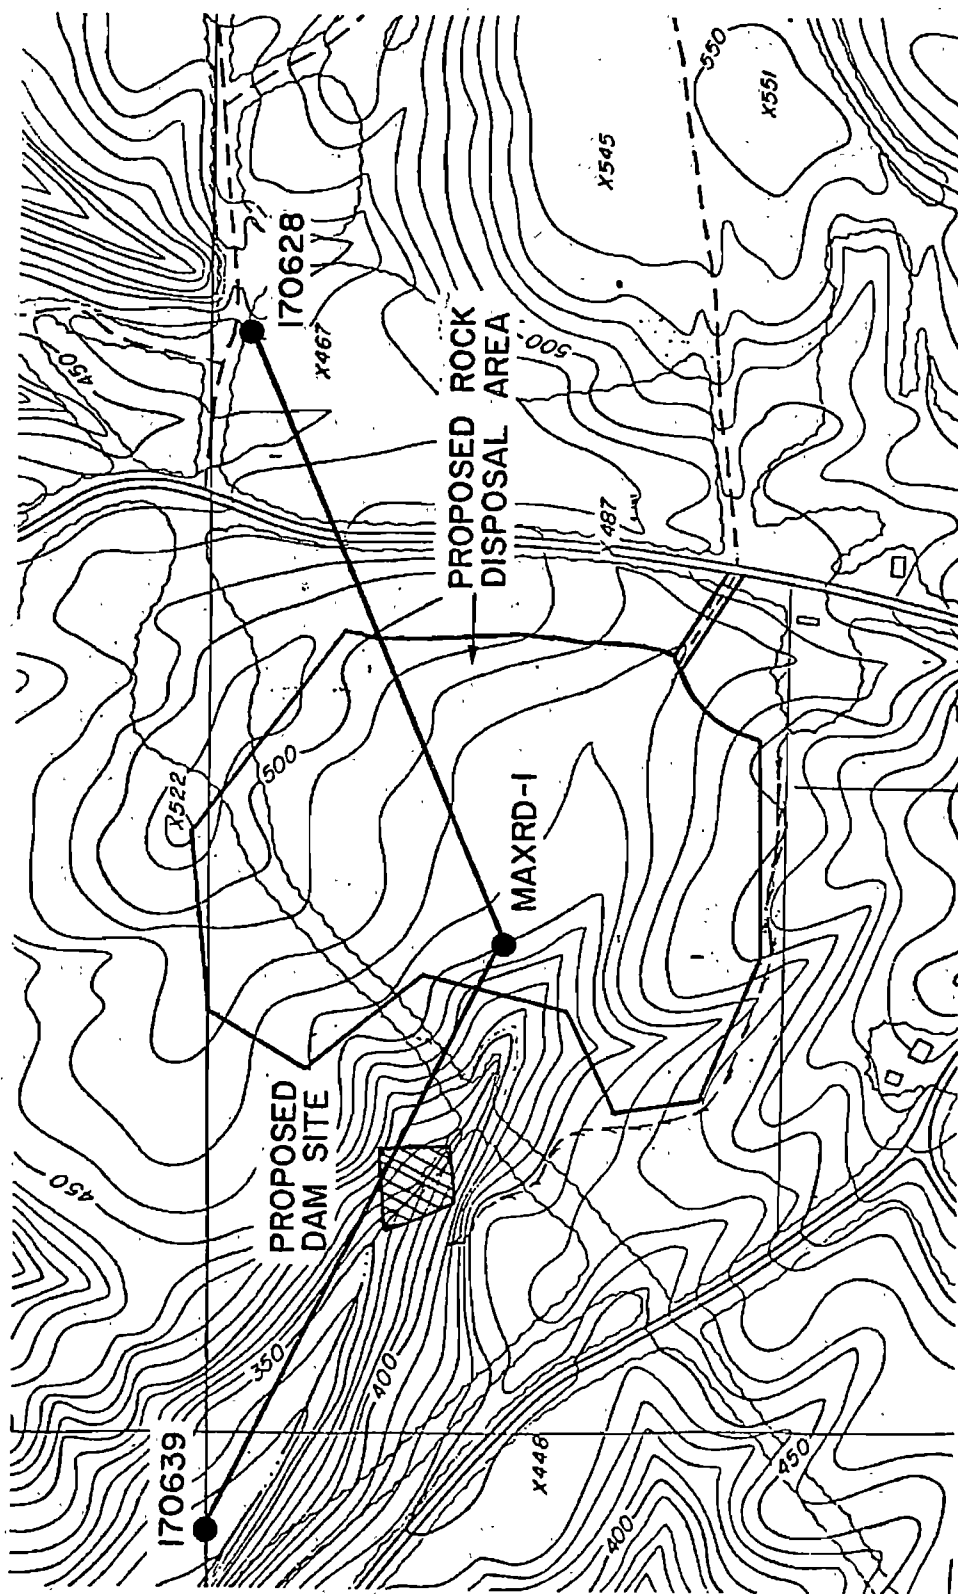 170639
350
400
X448
450
400
450
PROPOSED
DAM SITE
X522
500
MAXRD-1
PROPOSED ROCK
DISPOSAL AREA
487
500
450
X467
170628
X545
550
X551